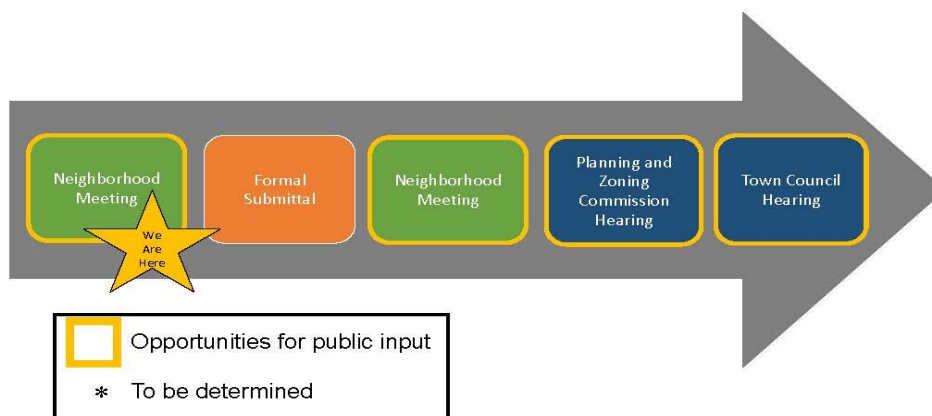 Neighborhood
Meeting
We
Are
Here
Formal
Submittal
Neighborhood
Meeting
Planning and
Zoning
Commission
Hearing
Town Council
Hearing
Opportunities for public input
* To be determined